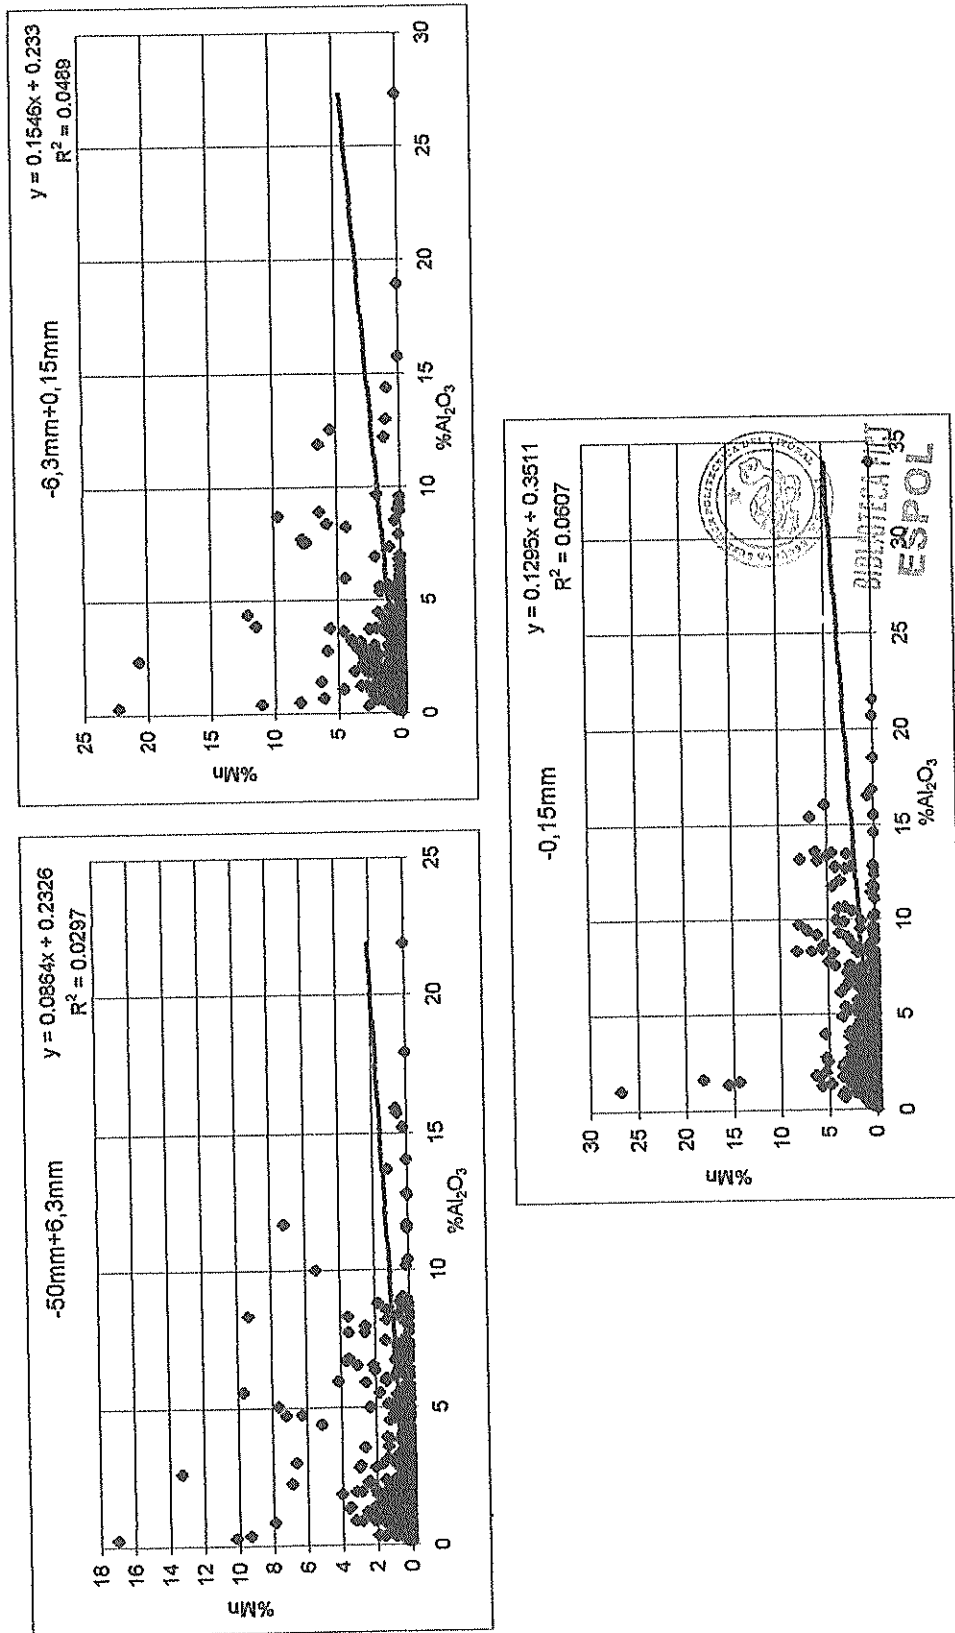 -50mm+6,3mm
y = 0.0864x + 0.2326
R² = 0.0297
%Mn
18
16
14
12
10
8
6
4
2
0
0
5
10
15
20
25
%Al₂O₃
-6,3mm+0,15mm
y = 0.1546x + 0.233
R² = 0.0489
%Mn
25
20
15
10
5
0
0
5
10
15
20
25
30
%Al₂O₃
-0,15mm
y = 0.1295x + 0.3511
R² = 0.0607
%Mn
30
25
20
15
10
5
0
0
5
10
15
20
25
30
35
%Al₂O₃
ESPOL